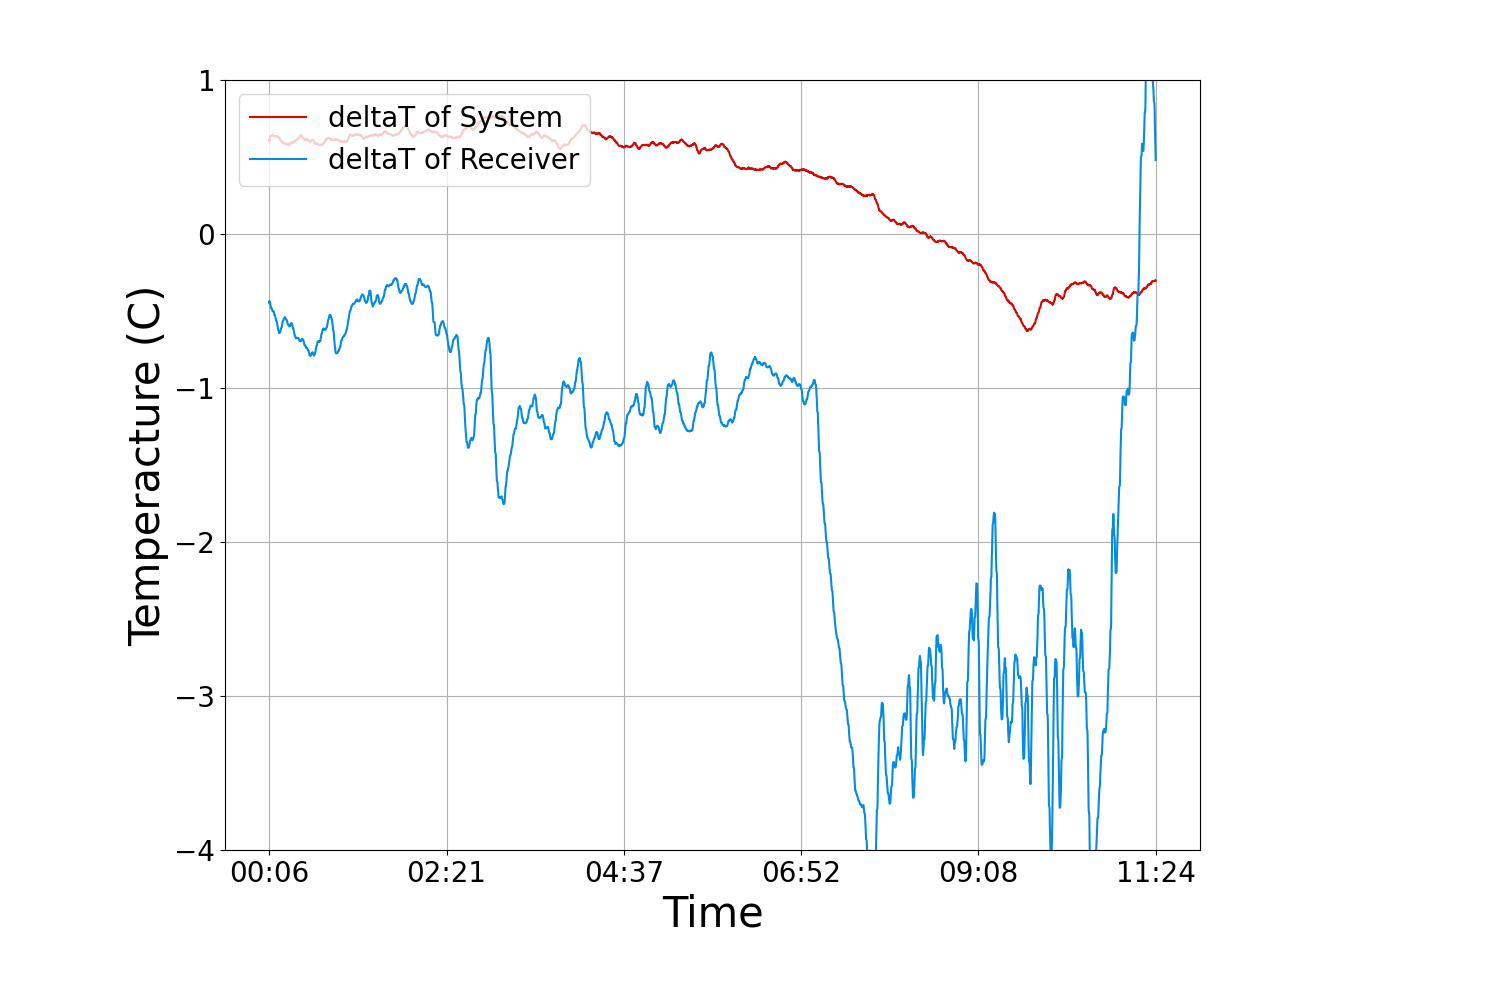 deltaT of System
deltaT of Receiver
1
0
−1
−2
−3
−4
Temperacture (C)
00:06 02:21 04:37 06:52 09:08 11:24
Time